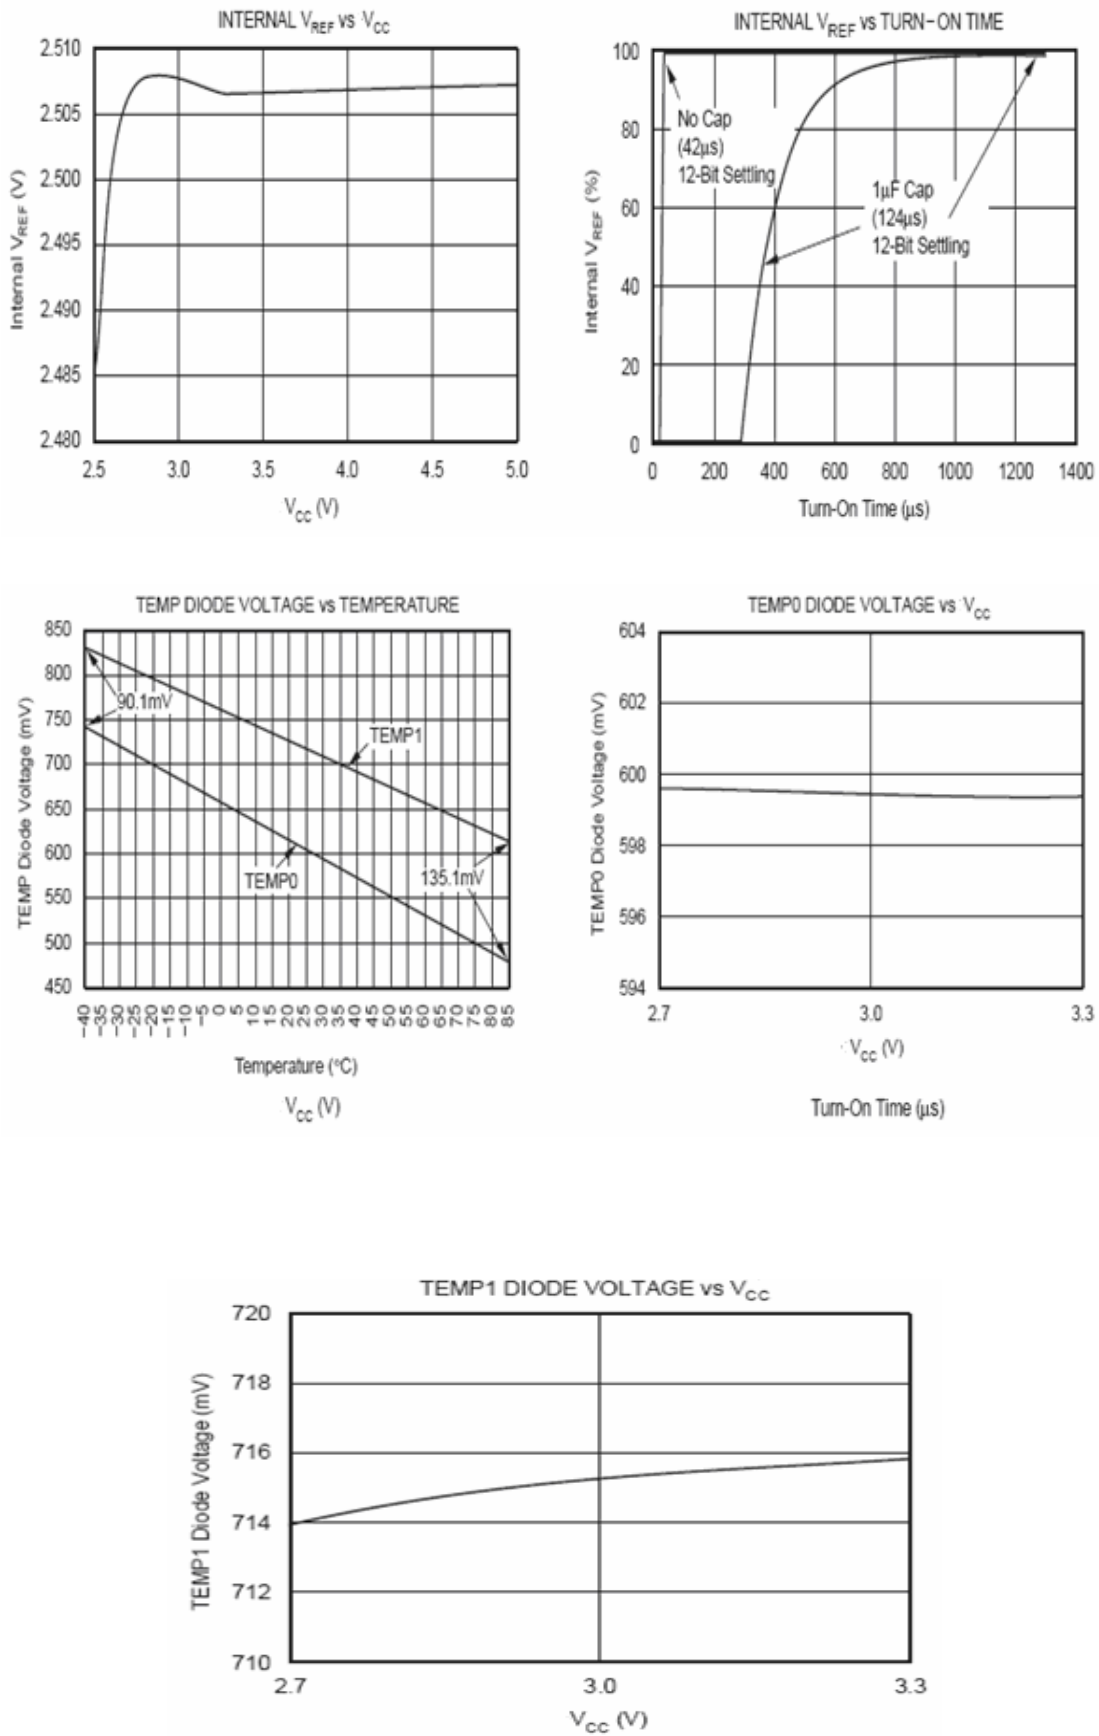 INTERNAL VREF vs VCC
2.510
2.505
2.500
2.495
2.490
2.485
2.480
Internal VREF (V)
2.5 3.0 3.5 4.0 4.5 5.0
VCC (V)
INTERNAL VREF vs TURN−ON TIME
100
80
60
40
20
0
Internal VREF (%)
No Cap
(42μs)
12-Bit Settling
1μF Cap
(124μs)
12-Bit Settling
0 200 400 600 800 1000 1200 1400
Turn-On Time (μs)
TEMP DIODE VOLTAGE vs TEMPERATURE
850
800
750
700
650
600
550
500
450
TEMP Diode Voltage (mV)
90.1mV
TEMP1
TEMP0
135.1mV
−40 −35 −30 −25 −20 −15 −10 −5 0 5 10 15 20 25 30 35 40 45 50 55 60 65 70 75 80 85
Temperature (°C)
VCC (V)
TEMP0 DIODE VOLTAGE vs VCC
604
602
600
598
596
594
TEMP0 Diode Voltage (mV)
2.7 3.0 3.3
VCC (V)
Turn-On Time (μs)
TEMP1 DIODE VOLTAGE vs VCC
720
718
716
714
712
710
TEMP1 Diode Voltage (mV)
2.7 3.0 3.3
VCC (V)